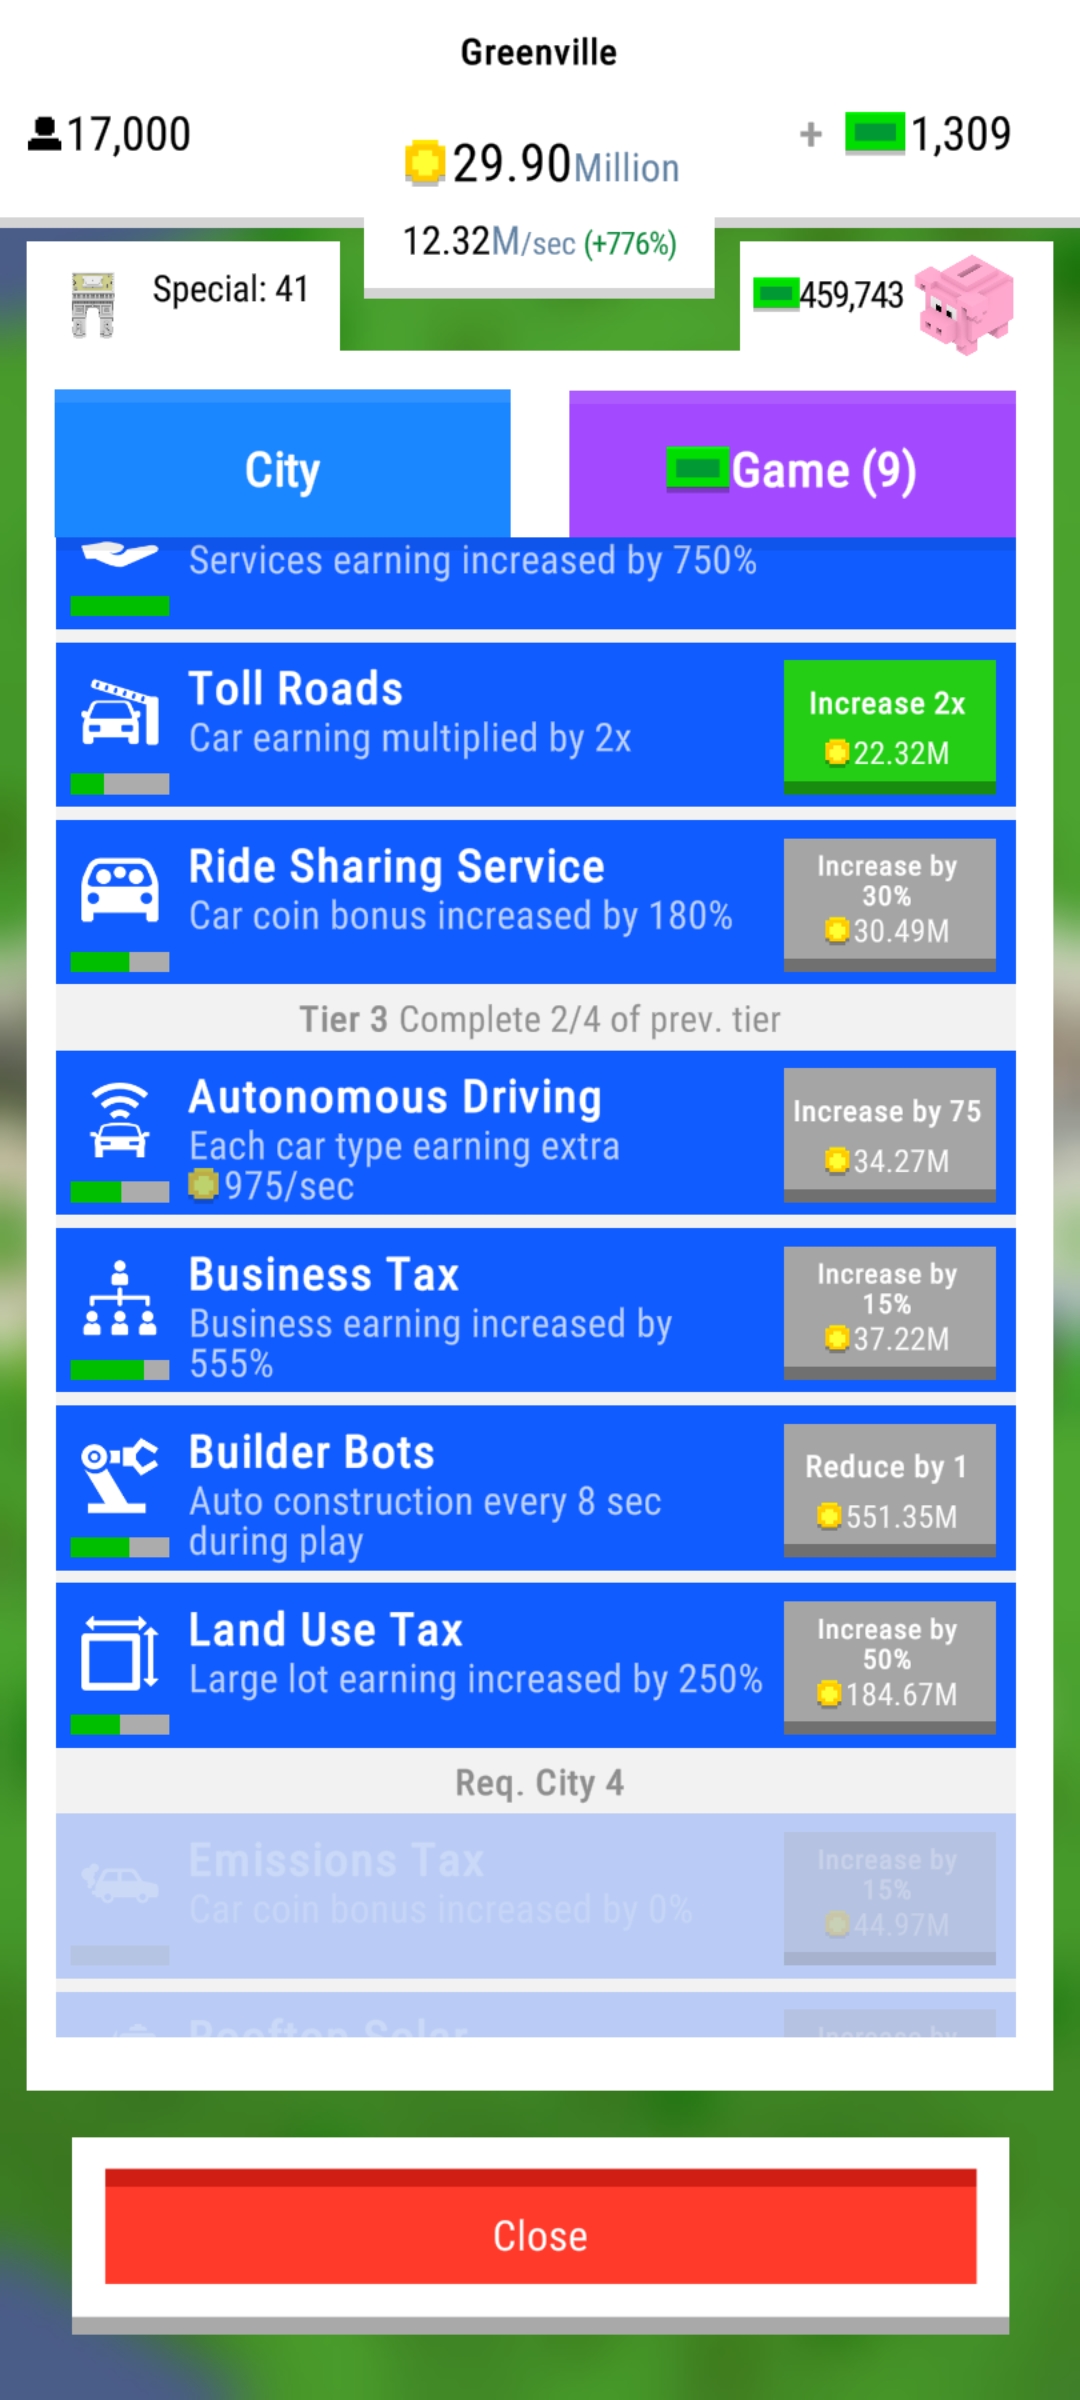 Greenville
17,000
29.90Million
+ 1,309
12.32M/sec (+776%)
Special: 41
459,743
City
Game (9)
Services earning increased by 750%
Toll Roads
Car earning multiplied by 2x
Increase 2x
22.32M
Ride Sharing Service
Car coin bonus increased by 180%
Increase by
30%
30.49M
Tier 3 Complete 2/4 of prev. tier
Autonomous Driving
Each car type earning extra
975/sec
Increase by 75
34.27M
Business Tax
Business earning increased by
555%
Increase by
15%
37.22M
Builder Bots
Auto construction every 8 sec
during play
Reduce by 1
551.35M
Land Use Tax
Large lot earning increased by 250%
Increase by
50%
184.67M
Req. City 4
Emissions Tax
Car coin bonus increased by 0%
Increase by
15%
44.97M
Rooftop Solar
Increase by
Close